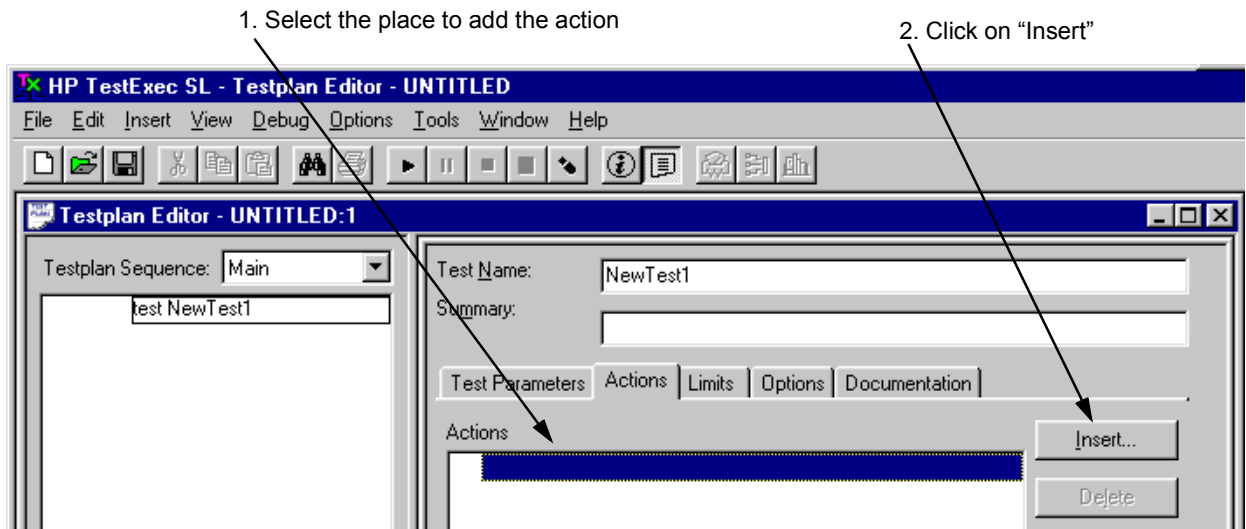 1. Select the place to add the action
2. Click on “Insert”
HP TestExec SL - Testplan Editor - UNTITLED
File Edit Insert View Debug Options Tools Window Help
Testplan Editor - UNTITLED:1
Testplan Sequence: Main
test NewTest1
Test Name: NewTest1
Summary:
Test Parameters Actions Limits Options Documentation
Actions
Insert...
Delete